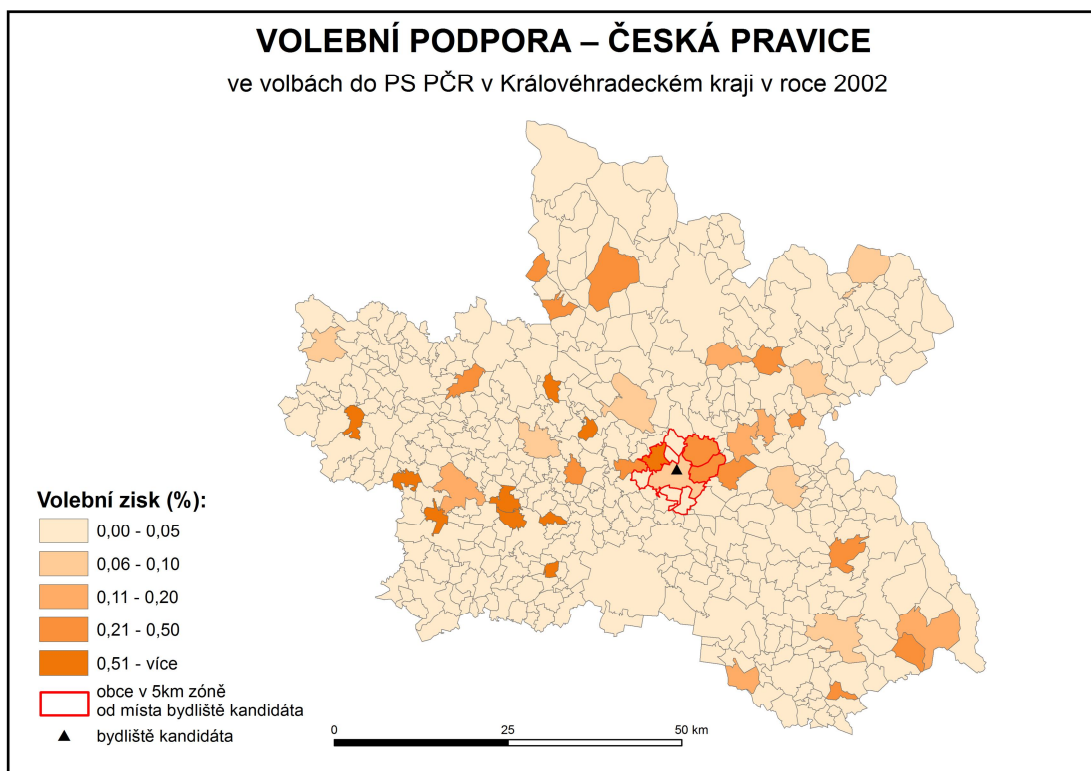 VOLEBNÍ PODPORA – ČESKÁ PRAVICE
ve volbách do PS PČR v Královéhradeckém kraji v roce 2002
Volební zisk (%):
0,00 - 0,05
0,06 - 0,10
0,11 - 0,20
0,21 - 0,50
0,51 - více
obce v 5km zóně
od místa bydliště kandidáta
bydliště kandidáta
0 25 50 km